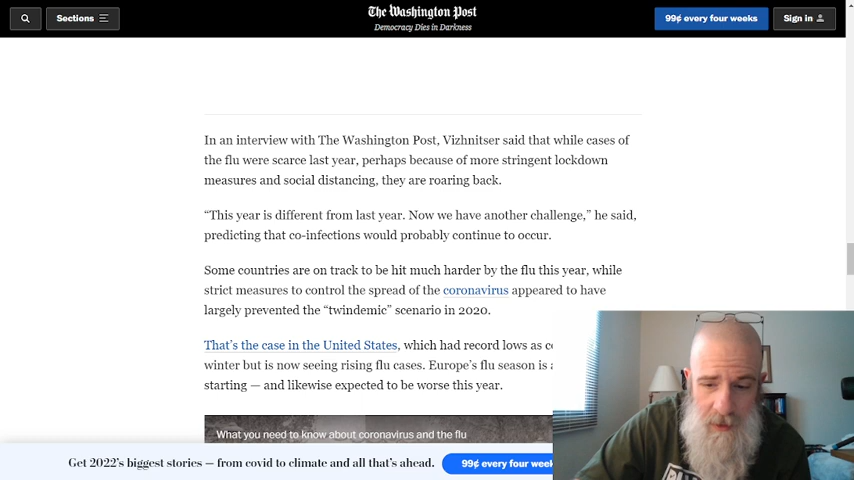 Sections
The Washington Post
Democracy Dies in Darkness
99¢ every four weeks
Sign in
In an interview with The Washington Post, Vizhnitser said that while cases of
the flu were scarce last year, perhaps because of more stringent lockdown
measures and social distancing, they are roaring back.
“This year is different from last year. Now we have another challenge,” he said,
predicting that co-infections would probably continue to occur.
Some countries are on track to be hit much harder by the flu this year, while
strict measures to control the spread of the coronavirus appeared to have
largely prevented the “twindemic” scenario in 2020.
That’s the case in the United States, which had record lows as
winter but is now seeing rising flu cases. Europe’s flu season is
starting — and likewise expected to be worse this year.
What you need to know about coronavirus and the flu
Get 2022’s biggest stories — from covid to climate and all that’s ahead.
99¢ every four